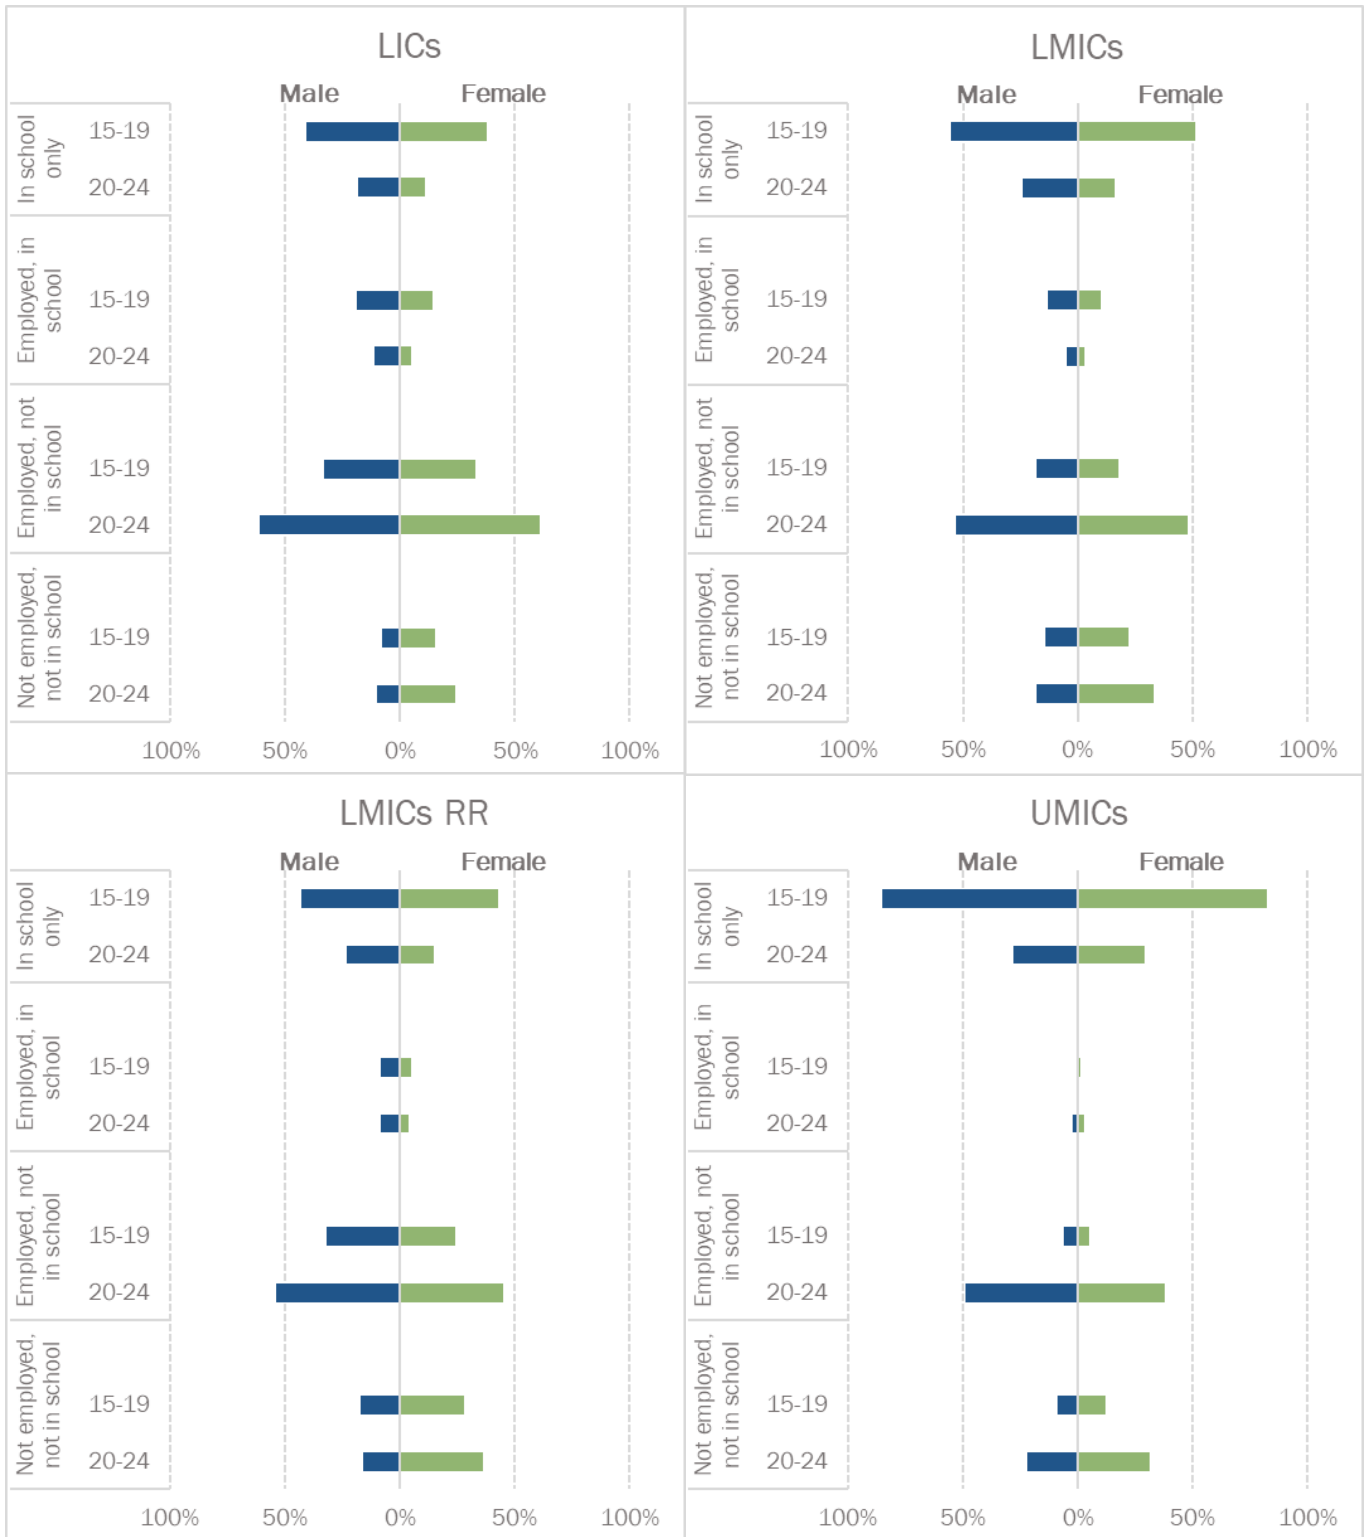 LICs
Male Female
In school
only
15-19
20-24
Employed, in
school
15-19
20-24
Employed, not
in school
15-19
20-24
Not employed,
not in school
15-19
20-24
100% 50% 0% 50% 100%
LMICs
Male Female
In school
only
15-19
20-24
Employed, in
school
15-19
20-24
Employed, not
in school
15-19
20-24
Not employed,
not in school
15-19
20-24
100% 50% 0% 50% 100%
LMICs RR
Male Female
In school
only
15-19
20-24
Employed, in
school
15-19
20-24
Employed, not
in school
15-19
20-24
Not employed,
not in school
15-19
20-24
100% 50% 0% 50% 100%
UMICs
Male Female
In school
only
15-19
20-24
Employed, in
school
15-19
20-24
Employed, not
in school
15-19
20-24
Not employed,
not in school
15-19
20-24
100% 50% 0% 50% 100%